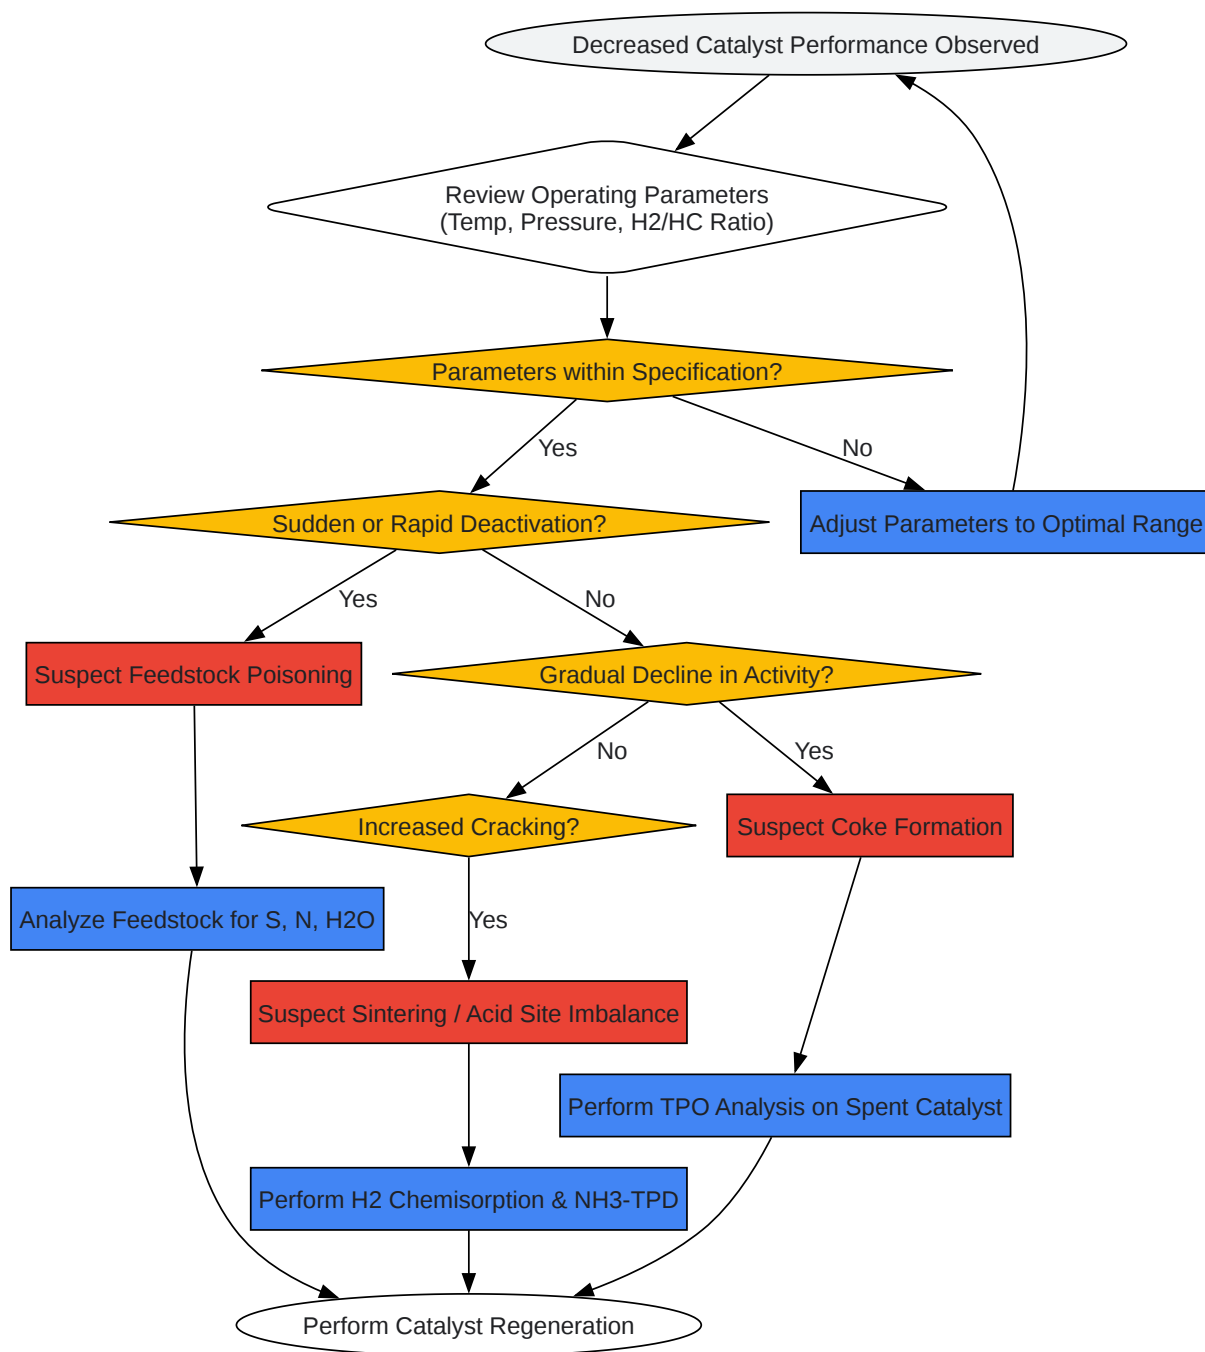 Decreased Catalyst Performance Observed
Review Operating Parameters
(Temp, Pressure, H2/HC Ratio)
Parameters within Specification?
Yes
No
Sudden or Rapid Deactivation?
Adjust Parameters to Optimal Range
Yes
No
Suspect Feedstock Poisoning
Gradual Decline in Activity?
No
Yes
Increased Cracking?
Suspect Coke Formation
Analyze Feedstock for S, N, H2O
Yes
Suspect Sintering / Acid Site Imbalance
Perform TPO Analysis on Spent Catalyst
Perform H2 Chemisorption & NH3-TPD
Perform Catalyst Regeneration